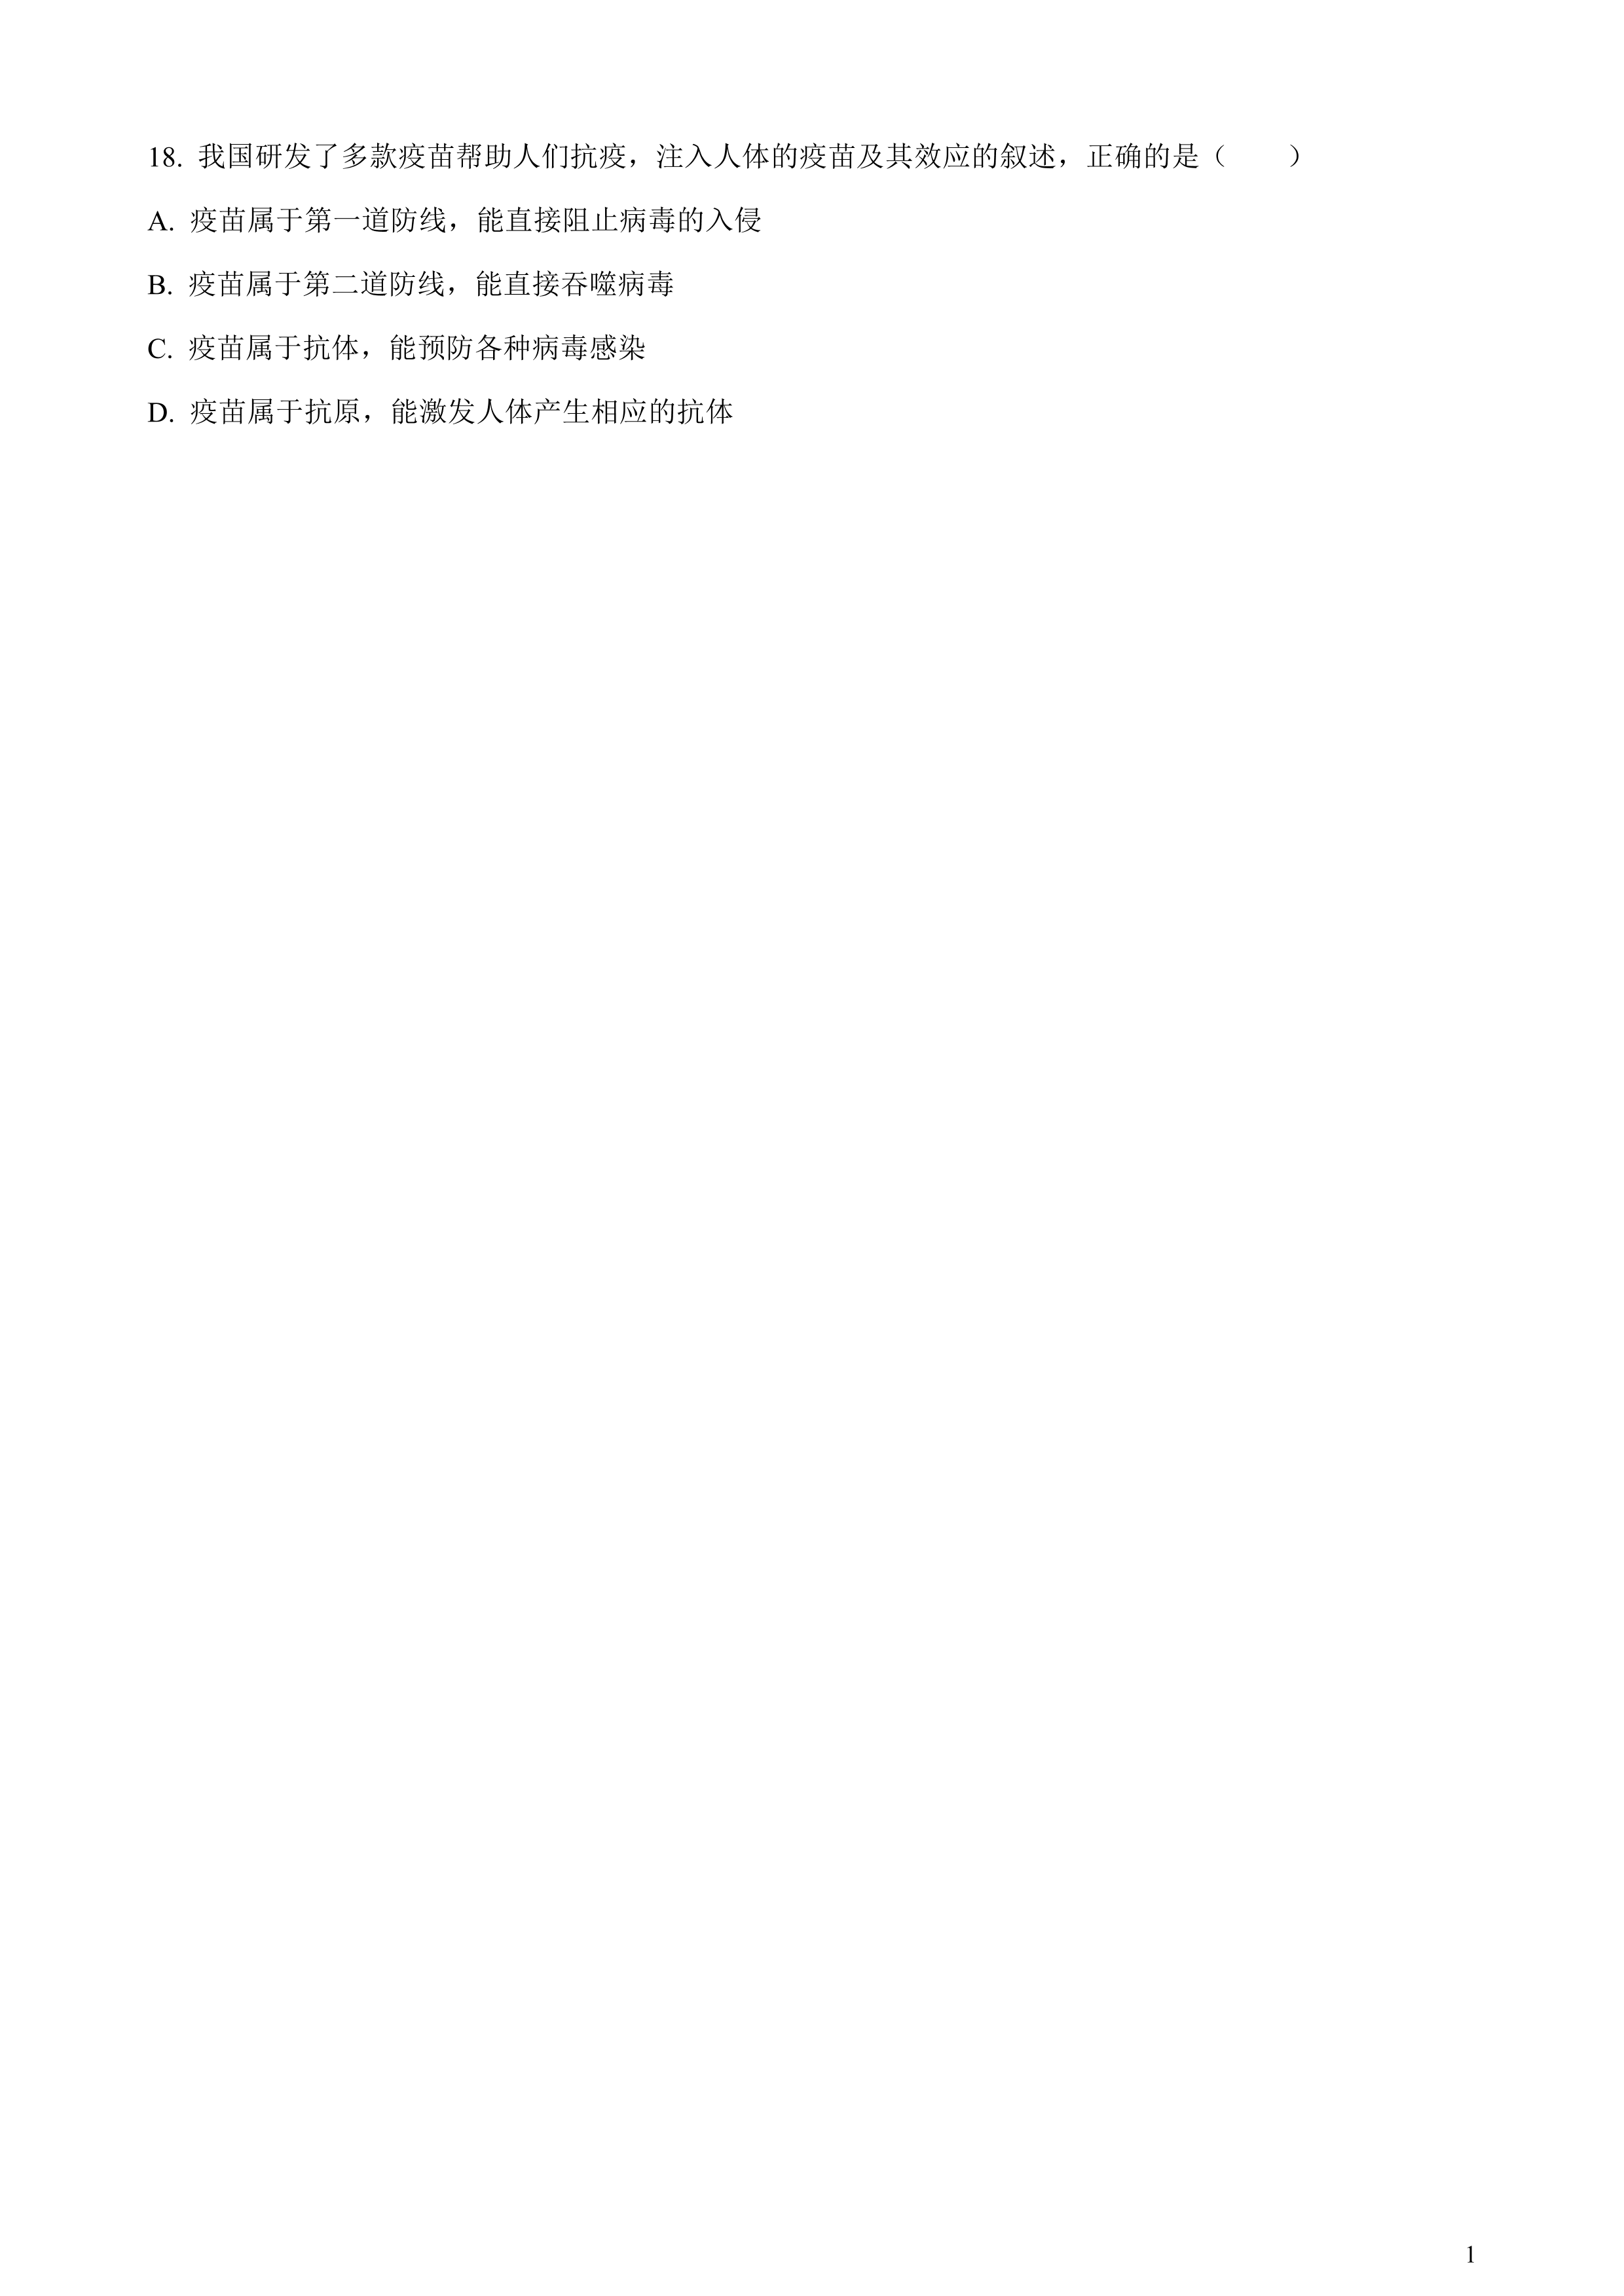 18. 我国研发了多款疫苗帮助人们抗疫，注入人体的疫苗及其效应的叙述，正确的是（　　）
A. 疫苗属于第一道防线，能直接阻止病毒的入侵
B. 疫苗属于第二道防线，能直接吞噬病毒
C. 疫苗属于抗体，能预防各种病毒感染
D. 疫苗属于抗原，能激发人体产生相应的抗体
1